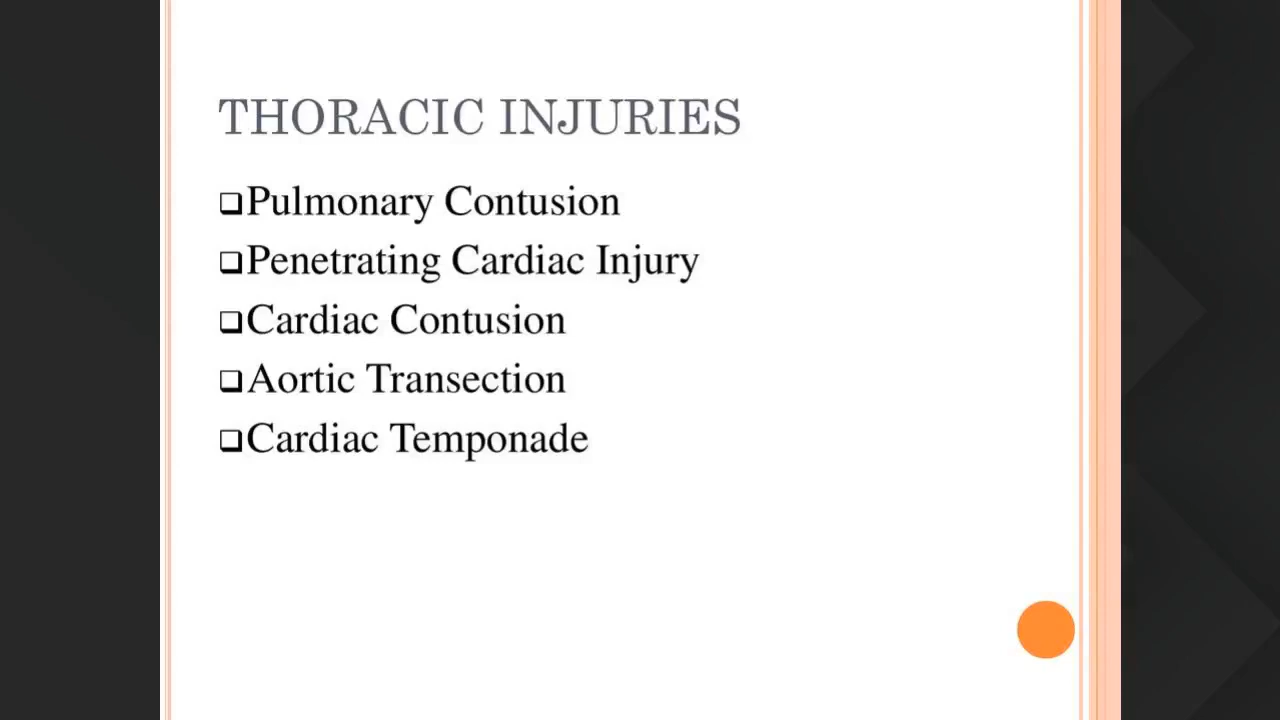 THORACIC INJURIES
❑Pulmonary Contusion
❑Penetrating Cardiac Injury
❑Cardiac Contusion
❑Aortic Transection
❑Cardiac Temponade